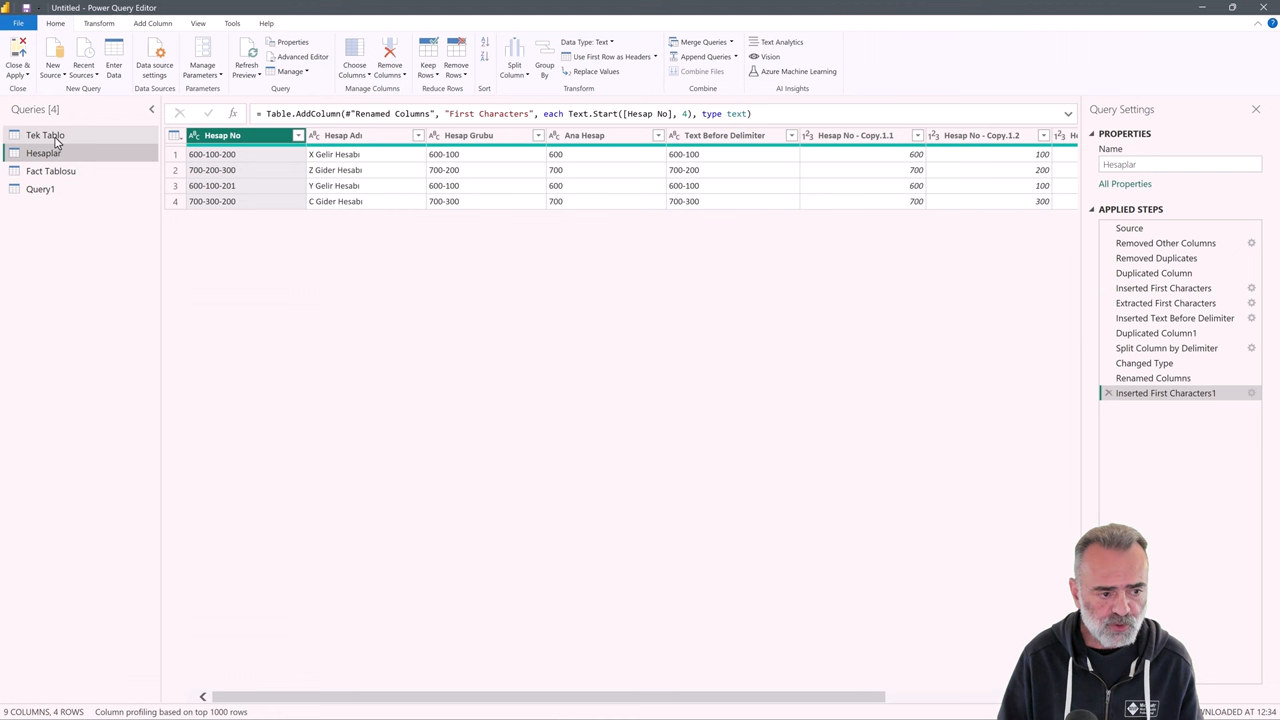 Untitled - Power Query Editor
File Home Transform Add Column View Tools Help
Close & Apply
New Source
Recent Sources
Enter Data
Data source settings
Manage Parameters
Refresh Preview
Properties
Advanced Editor
Manage
Choose Columns
Remove Columns
Keep Rows
Remove Rows
Split Column
Group By
Data Type: Text
Use First Row as Headers
Replace Values
Merge Queries
Append Queries
Combine Files
Text Analytics
Vision
Azure Machine Learning
Close New Query Data Sources Parameters Query Manage Columns Reduce Rows Sort Transform Combine AI Insights
Queries [4]
Tek Tablo
Hesaplar
Fact Tablosu
Query1
fx = Table.AddColumn(#"Renamed Columns", "First Characters", each Text.Start([Hesap No], 4), type text)
Hesap No Hesap Adı Hesap Grubu Ana Hesap Text Before Delimiter Hesap No - Copy.1.1 Hesap No - Copy.1.2
1 600-100-200 X Gelir Hesabı 600-100 600 600-100 600 100
2 700-200-300 Z Gider Hesabı 700-200 700 700-200 700 200
3 600-100-201 Y Gelir Hesabı 600-100 600 600-100 600 100
4 700-300-200 C Gider Hesabı 700-300 700 700-300 700 300
Query Settings
PROPERTIES
Name
Hesaplar
All Properties
APPLIED STEPS
Source
Removed Other Columns
Removed Duplicates
Duplicated Column
Inserted First Characters
Extracted First Characters
Inserted Text Before Delimiter
Duplicated Column1
Split Column by Delimiter
Changed Type
Renamed Columns
Inserted First Characters1
9 COLUMNS, 4 ROWS Column profiling based on top 1000 rows
AT 12:34